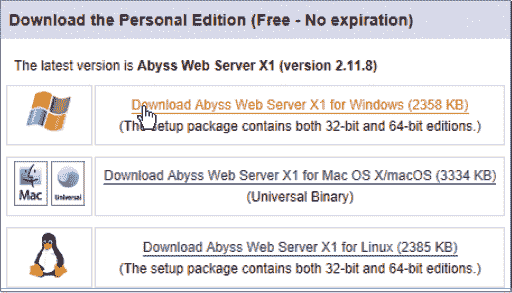 Download the Personal Edition (Free - No expiration)
The latest version is Abyss Web Server X1 (version 2.11.8)
Download Abyss Web Server X1 for Windows (2358 KB)
(The setup package contains both 32-bit and 64-bit editions.)
Mac
Universal
Download Abyss Web Server X1 for Mac OS X/macOS (3334 KB)
(Universal Binary)
Download Abyss Web Server X1 for Linux (2385 KB)
(The setup package contains both 32-bit and 64-bit editions.)